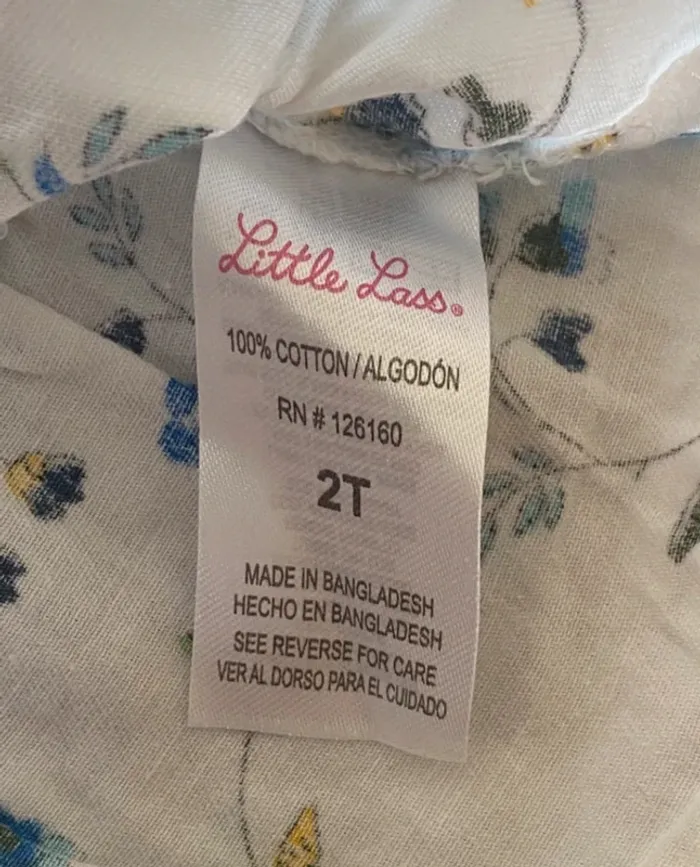 Little Lass®
100% COTTON / ALGODÓN
RN # 126160
2T
MADE IN BANGLADESH
HECHO EN BANGLADESH
SEE REVERSE FOR CARE
VER AL DORSO PARA EL CUIDADO